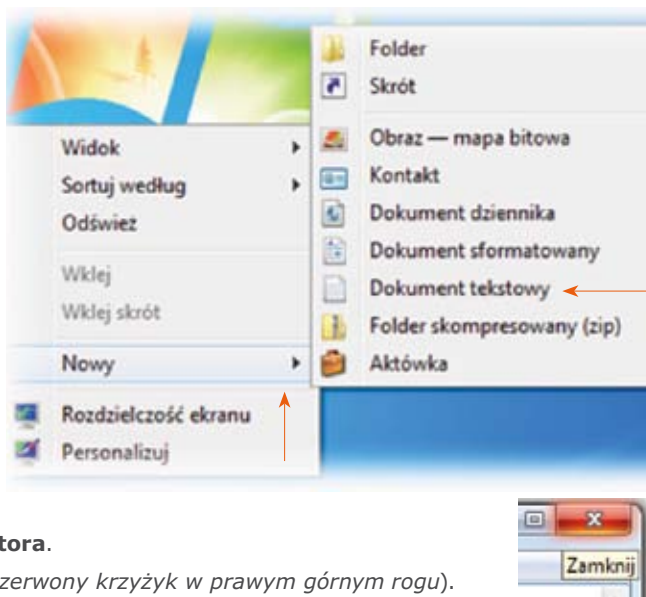 Folder
Skrót
Obraz — mapa bitowa
Kontakt
Dokument dziennika
Dokument sformatowany
Dokument tekstowy
Folder skompresowany (zip)
Aktówka
Widok
Sortuj według
Odśwież
Wklej
Wklej skrót
Nowy
Rozdzielczość ekranu
Personalizuj
tora.
zerwony krzyżyk w prawym górnym rogu).
Zamknij